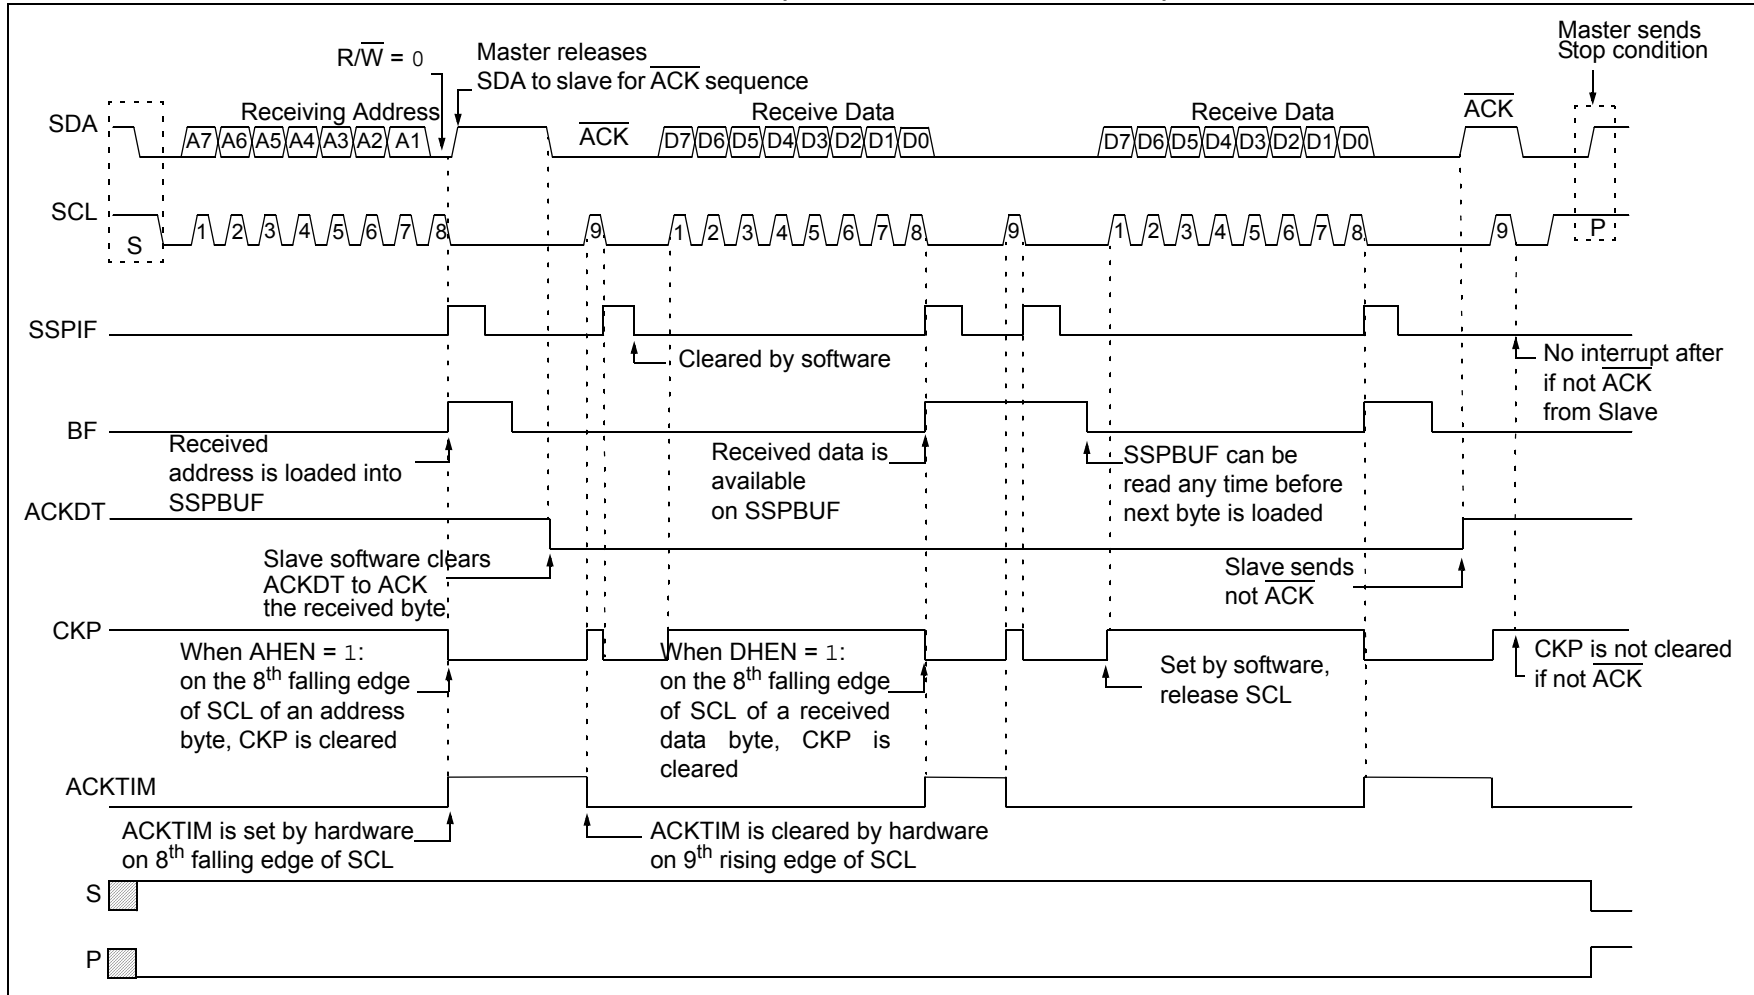 Master sends
Stop condition
R/W̅ = 0
Master releases
SDA to slave for A̅C̅K̅ sequence
Receiving Address
Receive Data
Receive Data
A̅C̅K̅
SDA
A7 A6 A5 A4 A3 A2 A1
A̅C̅K̅
D7 D6 D5 D4 D3 D2 D1 D0
D7 D6 D5 D4 D3 D2 D1 D0
SCL
S
1 2 3 4 5 6 7 8 9
1 2 3 4 5 6 7 8 9
1 2 3 4 5 6 7 8 9
P
SSPIF
Cleared by software
No interrupt after
if not A̅C̅K̅
from Slave
BF
Received
address is loaded into
SSPBUF
Received data is
available
on SSPBUF
SSPBUF can be
read any time before
next byte is loaded
ACKDT
Slave software clears
ACKDT to ACK
the received byte
Slave sends
not A̅C̅K̅
CKP
When AHEN = 1:
on the 8th falling edge
of SCL of an address
byte, CKP is cleared
When DHEN = 1:
on the 8th falling edge
of SCL of a received
data byte, CKP is
cleared
Set by software,
release SCL
CKP is not cleared
if not A̅C̅K̅
ACKTIM
ACKTIM is set by hardware
on 8th falling edge of SCL
ACKTIM is cleared by hardware
on 9th rising edge of SCL
S
P